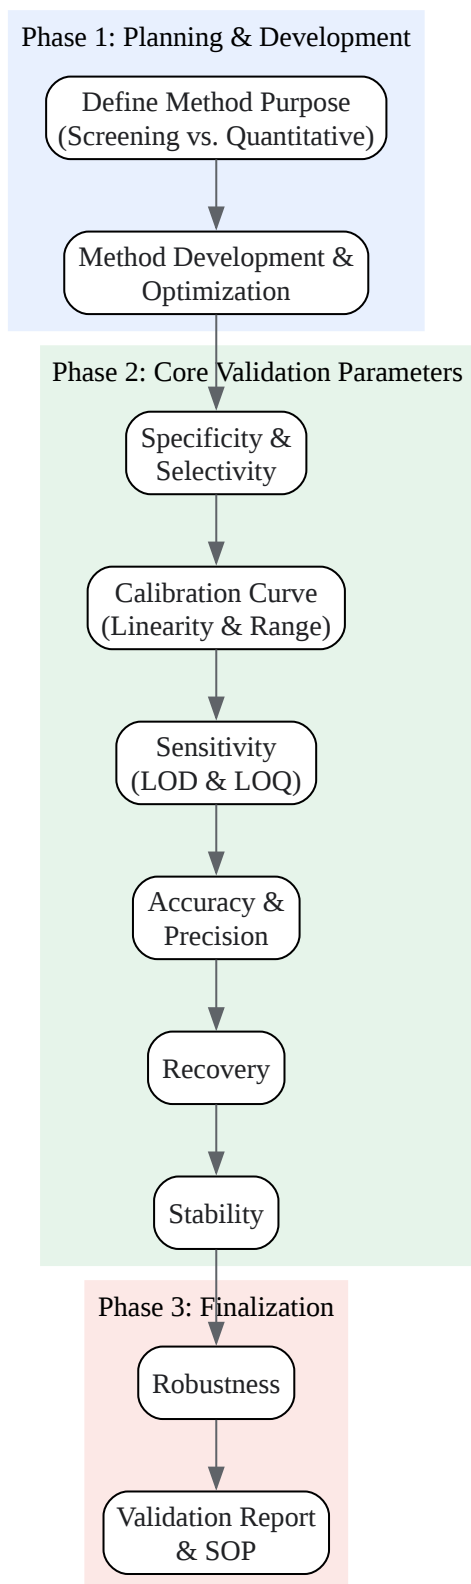 Phase 1: Planning & Development
Define Method Purpose
(Screening vs. Quantitative)
Method Development &
Optimization
Phase 2: Core Validation Parameters
Specificity &
Selectivity
Calibration Curve
(Linearity & Range)
Sensitivity
(LOD & LOQ)
Accuracy &
Precision
Recovery
Stability
Phase 3: Finalization
Robustness
Validation Report
& SOP